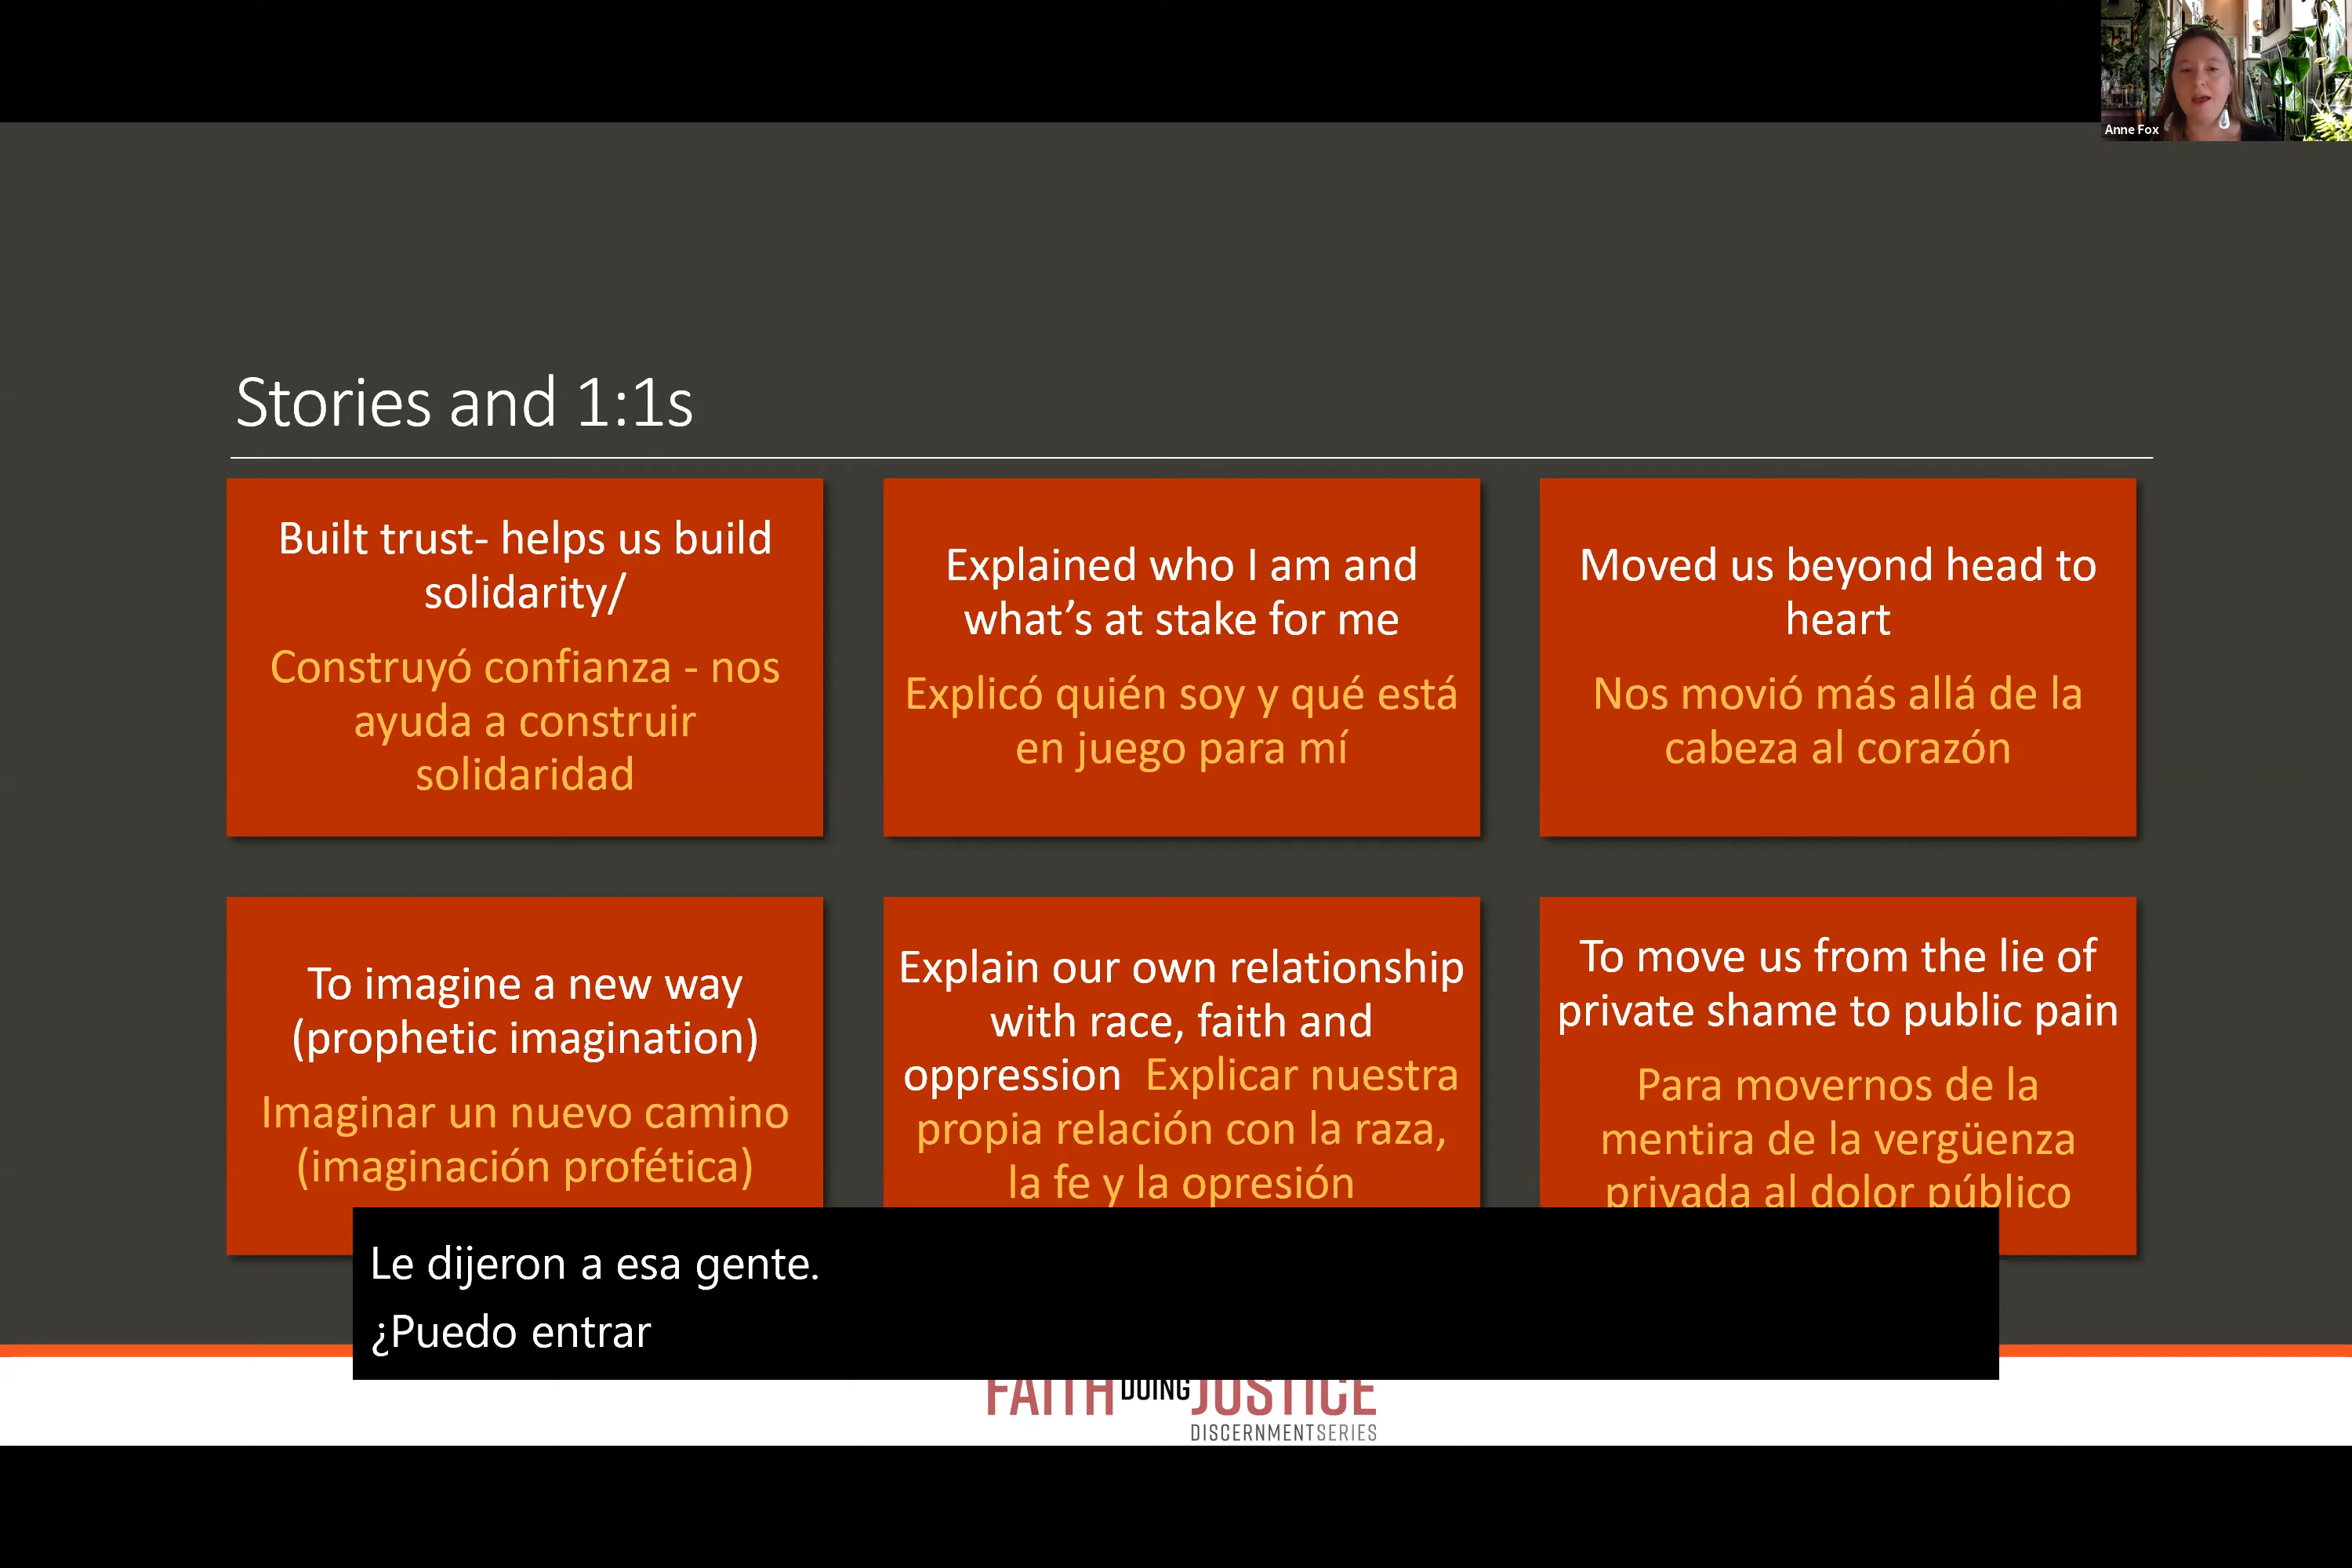 Anne Fox
Stories and 1:1s
Built trust- helps us build
solidarity/
Construyó confianza - nos
ayuda a construir
solidaridad
Explained who I am and
what’s at stake for me
Explicó quién soy y qué está
en juego para mí
Moved us beyond head to
heart
Nos movió más allá de la
cabeza al corazón
To imagine a new way
(prophetic imagination)
Imaginar un nuevo camino
(imaginación profética)
Explain our own relationship
with race, faith and
oppression Explicar nuestra
propia relación con la raza,
la fe y la opresión
To move us from the lie of
private shame to public pain
Para movernos de la
mentira de la vergüenza
privada al dolor público
Le dijeron a esa gente.
¿Puedo entrar
FAITH DOING JUSTICE
DISCERNMENTSERIES